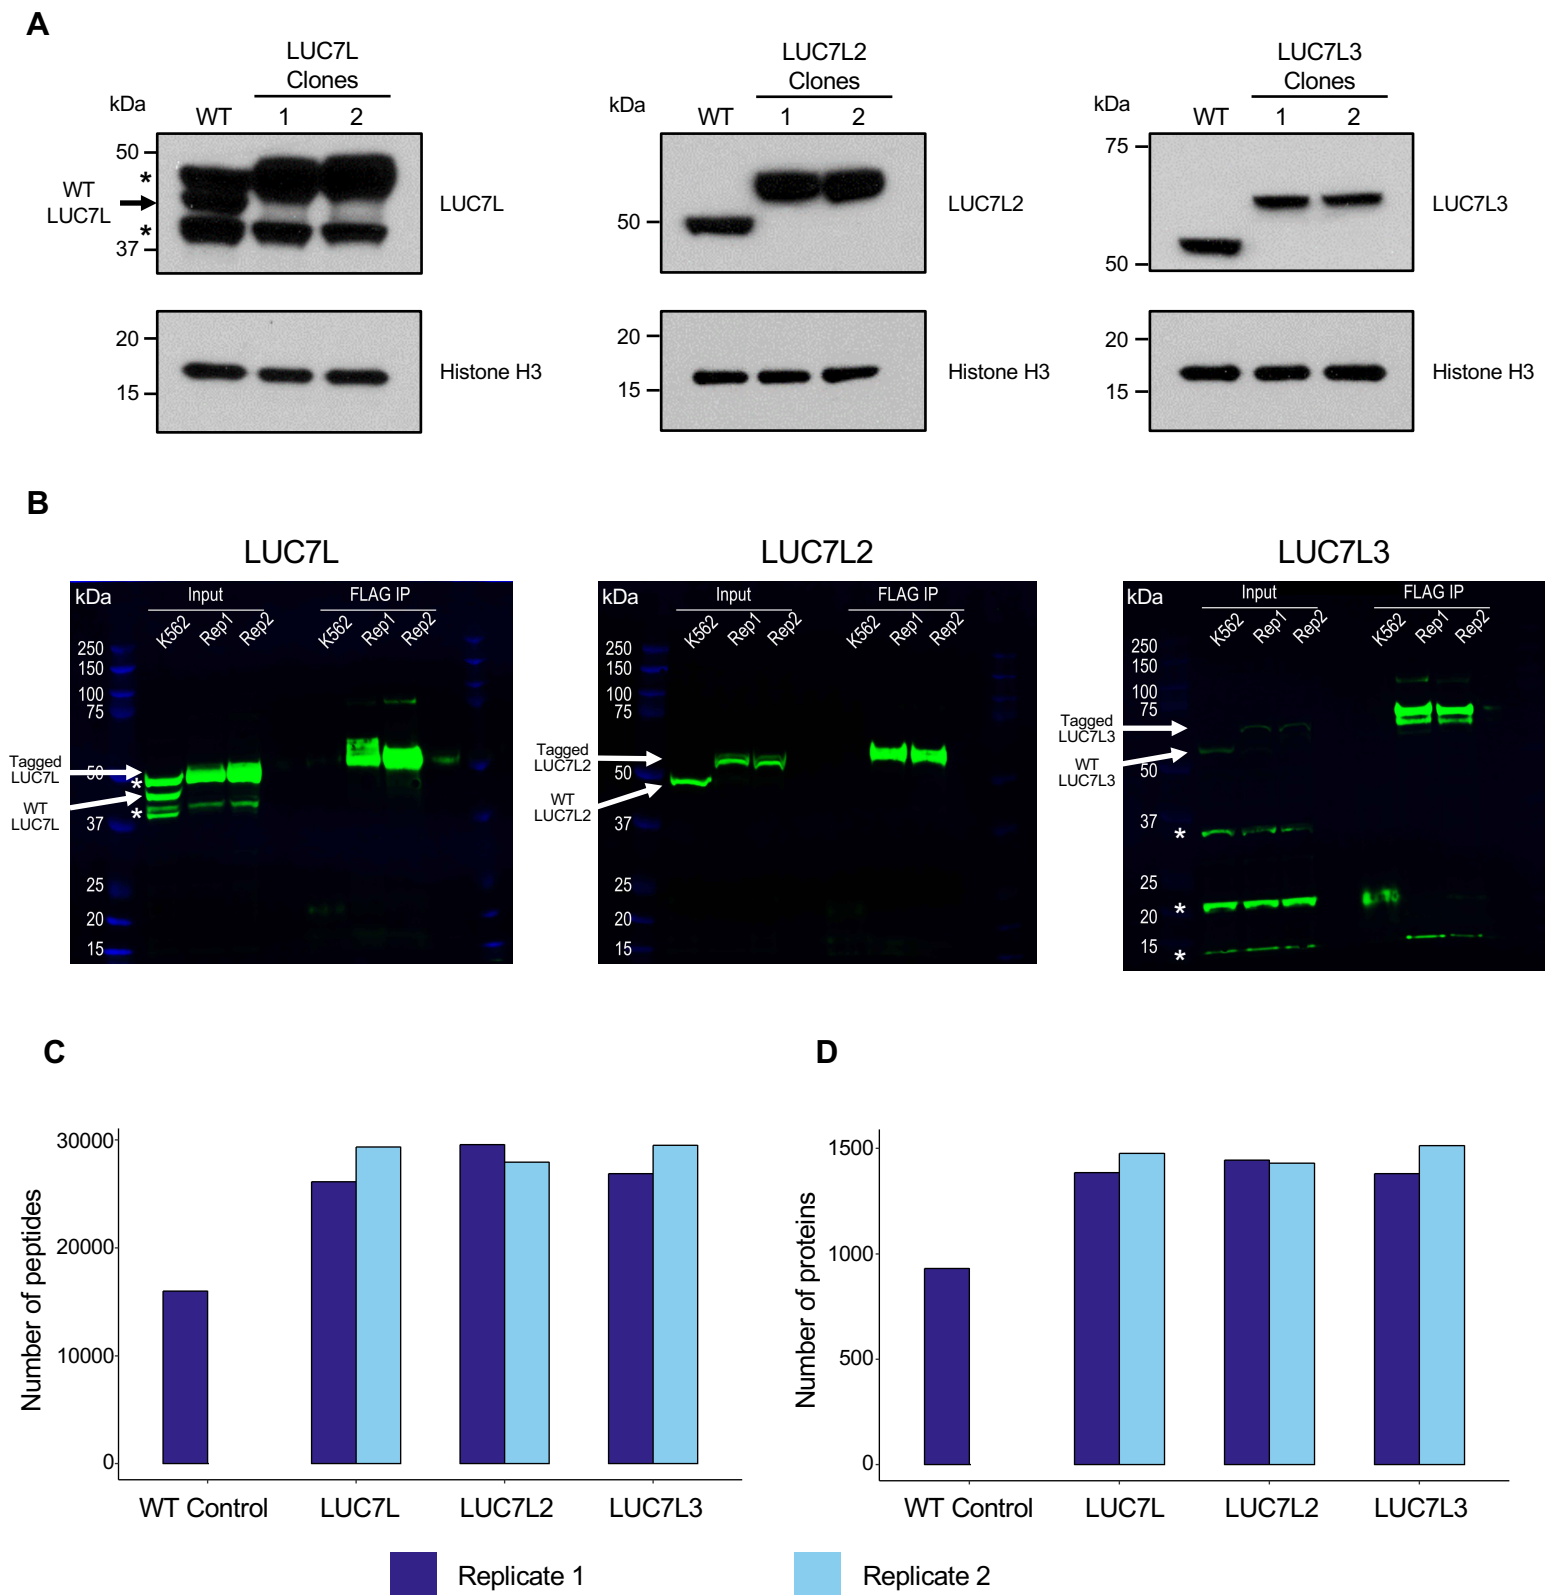 A
LUC7L
Clones
kDa
WT
1
2
50
*
WT
LUC7L
*
37
LUC7L
20
15
Histone H3
LUC7L2
Clones
kDa
WT
1
2
50
LUC7L2
20
15
Histone H3
LUC7L3
Clones
kDa
WT
1
2
75
50
LUC7L3
20
15
Histone H3
B
LUC7L
kDa
Input
FLAG IP
K562
Rep1
Rep2
K562
Rep1
Rep2
250
150
100
75
50
37
25
20
15
Tagged
LUC7L
WT
LUC7L
*
*
LUC7L2
kDa
Input
FLAG IP
K562
Rep1
Rep2
K562
Rep1
Rep2
250
150
100
75
50
37
25
20
15
Tagged
LUC7L2
WT
LUC7L2
LUC7L3
kDa
Input
FLAG IP
K562
Rep1
Rep2
K562
Rep1
Rep2
250
150
100
75
50
37
25
20
15
Tagged
LUC7L3
WT
LUC7L3
*
*
*
C
Number of peptides
30000
20000
10000
0
WT Control
LUC7L
LUC7L2
LUC7L3
D
Number of proteins
1500
1000
500
0
WT Control
LUC7L
LUC7L2
LUC7L3
Replicate 1
Replicate 2